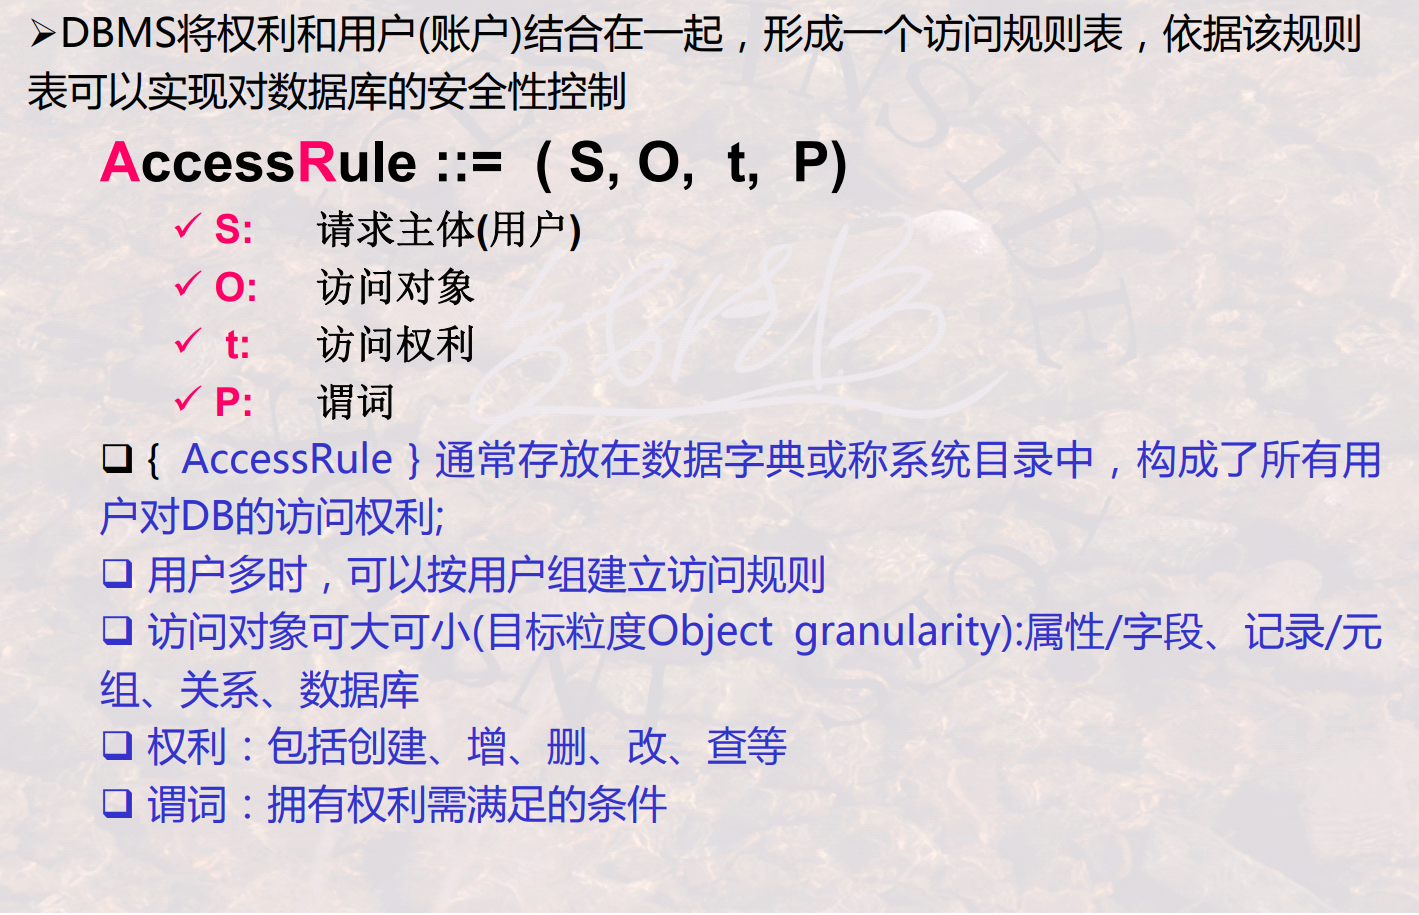 ➢DBMS将权利和用户(账户)结合在一起，形成一个访问规则表，依据该规则
表可以实现对数据库的安全性控制
AccessRule ::= ( S, O, t, P)
✓ S: 请求主体(用户)
✓ O: 访问对象
✓ t: 访问权利
✓ P: 谓词
❑ { AccessRule } 通常存放在数据字典或称系统目录中，构成了所有用
户对DB的访问权利;
❑ 用户多时，可以按用户组建立访问规则
❑ 访问对象可大可小(目标粒度Object granularity):属性/字段、记录/元
组、关系、数据库
❑ 权利：包括创建、增、删、改、查等
❑ 谓词：拥有权利需满足的条件